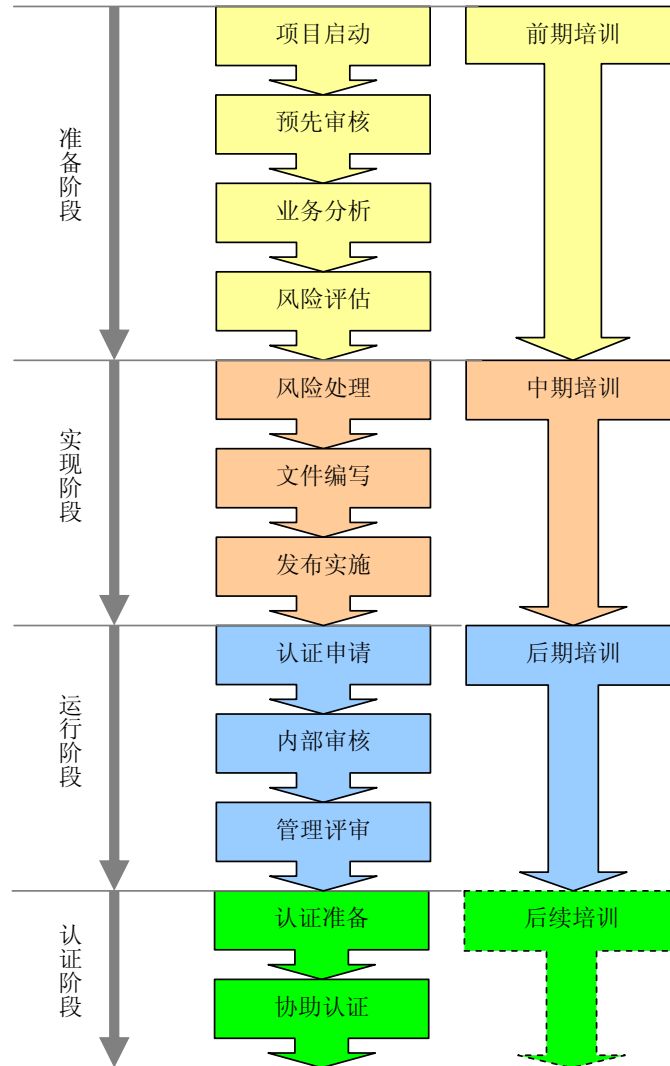 准备阶段
项目启动
前期培训
预先审核
业务分析
风险评估
实现阶段
风险处理
中期培训
文件编写
发布实施
运行阶段
认证申请
后期培训
内部审核
管理评审
认证阶段
认证准备
后续培训
协助认证